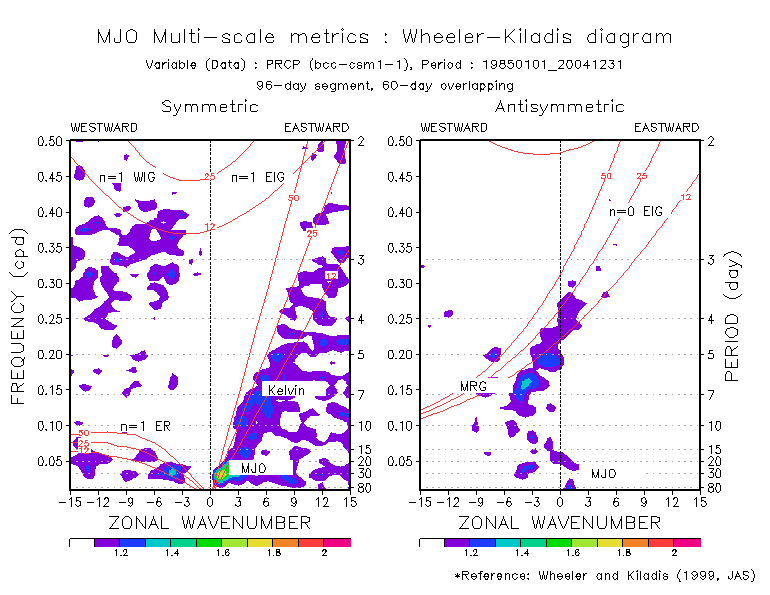 MJO Multi-scale metrics : Wheeler-Kiladis diagram
Variable (Data) : PRCP (bcc-csm1-1), Period : 19850101_20041231
96-day segment, 60-day overlapping
Symmetric
WESTWARD EASTWARD
FREQUENCY (cpd)
0.50 0.45 0.40 0.35 0.30 0.25 0.20 0.15 0.10 0.05
2 3 4 5 7 10 15 20 30 80
n=1 WIG n=1 EIG
25 12 50 25 12
Kelvin
n=1 ER
50 25 12
MJO
-15 -12 -9 -6 -3 0 3 6 9 12 15
ZONAL WAVENUMBER
1.2 1.4 1.6 1.8 2
Antisymmetric
WESTWARD EASTWARD
0.50 0.45 0.40 0.35 0.30 0.25 0.20 0.15 0.10 0.05
2 3 4 5 7 10 15 20 30 80
PERIOD (day)
50 25 12
n=0 EIG
MRG
MJO
-15 -12 -9 -6 -3 0 3 6 9 12 15
ZONAL WAVENUMBER
1.2 1.4 1.6 1.8 2
*Reference: Wheeler and Kiladis (1999, JAS)